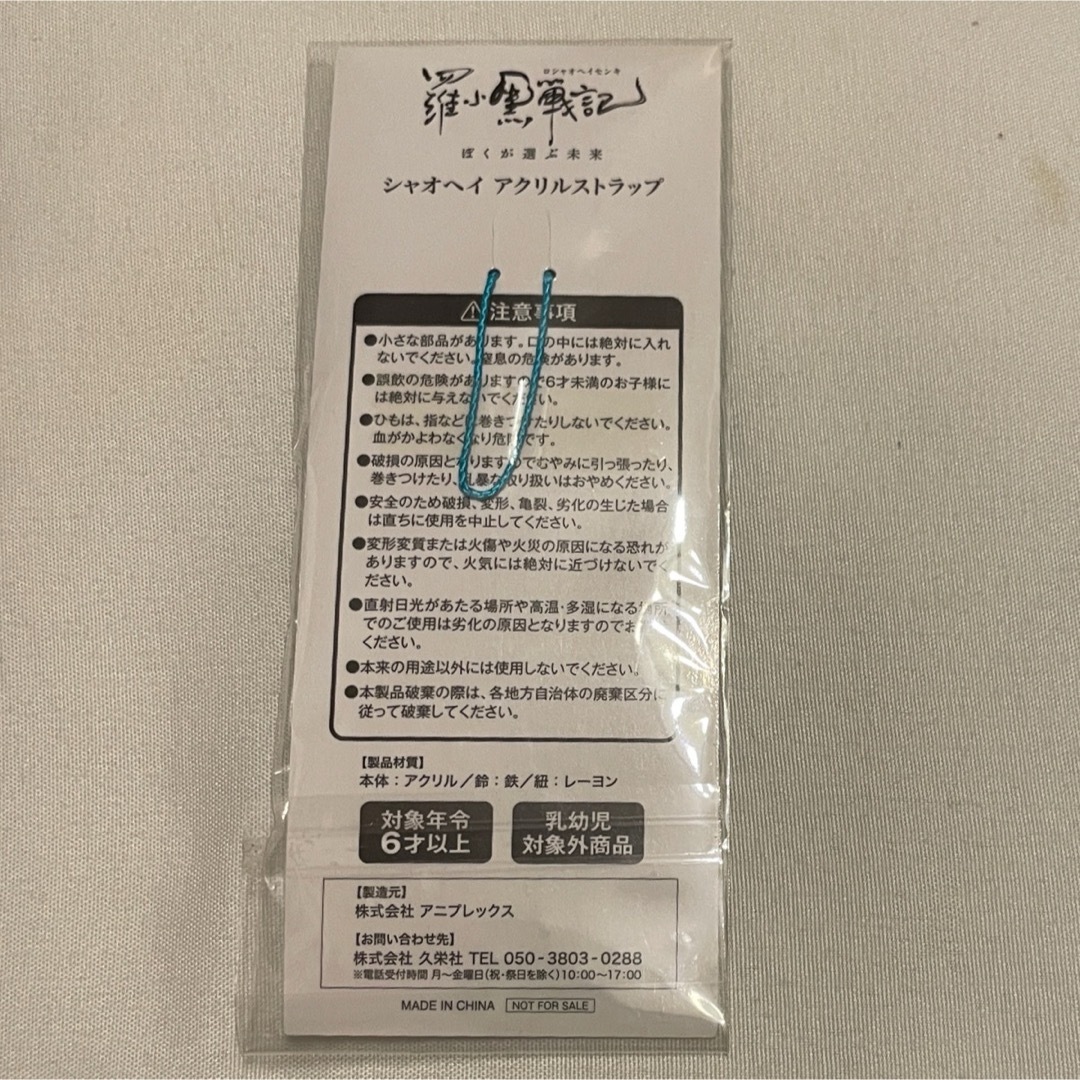 ロシャオヘイセンキ
羅小黒戦記
ぼくが選ぶ未来
シャオヘイ アクリルストラップ
注意事項
●小さな部品があります。口の中には絶対に入れ
ないでください。窒息の危険があります。
●誤飲の危険がありますので6才未満のお子様に
は絶対に与えないでください。
●ひもは、指など 巻きつけたりしないでください。
血がかよわなくなり危険です。
●破損の原因となりますのでむやみに引っ張ったり、
巻きつけたり、乱暴な取り扱いはおやめください。
●安全のため破損、変形、亀裂、劣化の生じた場合
は直ちに使用を中止してください。
●変形変質または火傷や火災の原因になる恐れが
ありますので、火気には絶対に近づけないでく
ださい。
●直射日光があたる場所や高温・多湿になる場所
でのご使用は劣化の原因となりますのでお
ください。
●本来の用途以外には使用しないでください。
●本製品破棄の際は、各地方自治体の廃棄区分に
従って破棄してください。
【製品材質】
本体：アクリル／鈴：鉄／紐：レーヨン
対象年令
6才以上
乳幼児
対象外商品
【製造元】
株式会社 アニプレックス
【お問い合わせ先】
株式会社 久栄社 TEL 050-3803-0288
※電話受付時間 月～金曜日(祝・祭日を除く)10:00～17:00
MADE IN CHINA NOT FOR SALE